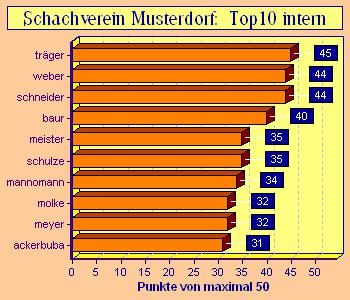 Schachverein Musterdorf: Top10 intern
träger 45
weber 44
schneider 44
baur 40
meister 35
schulze 35
mannomann 34
molke 32
meyer 32
ackerbuba 31
0 5 10 15 20 25 30 35 40 45 50
Punkte von maximal 50